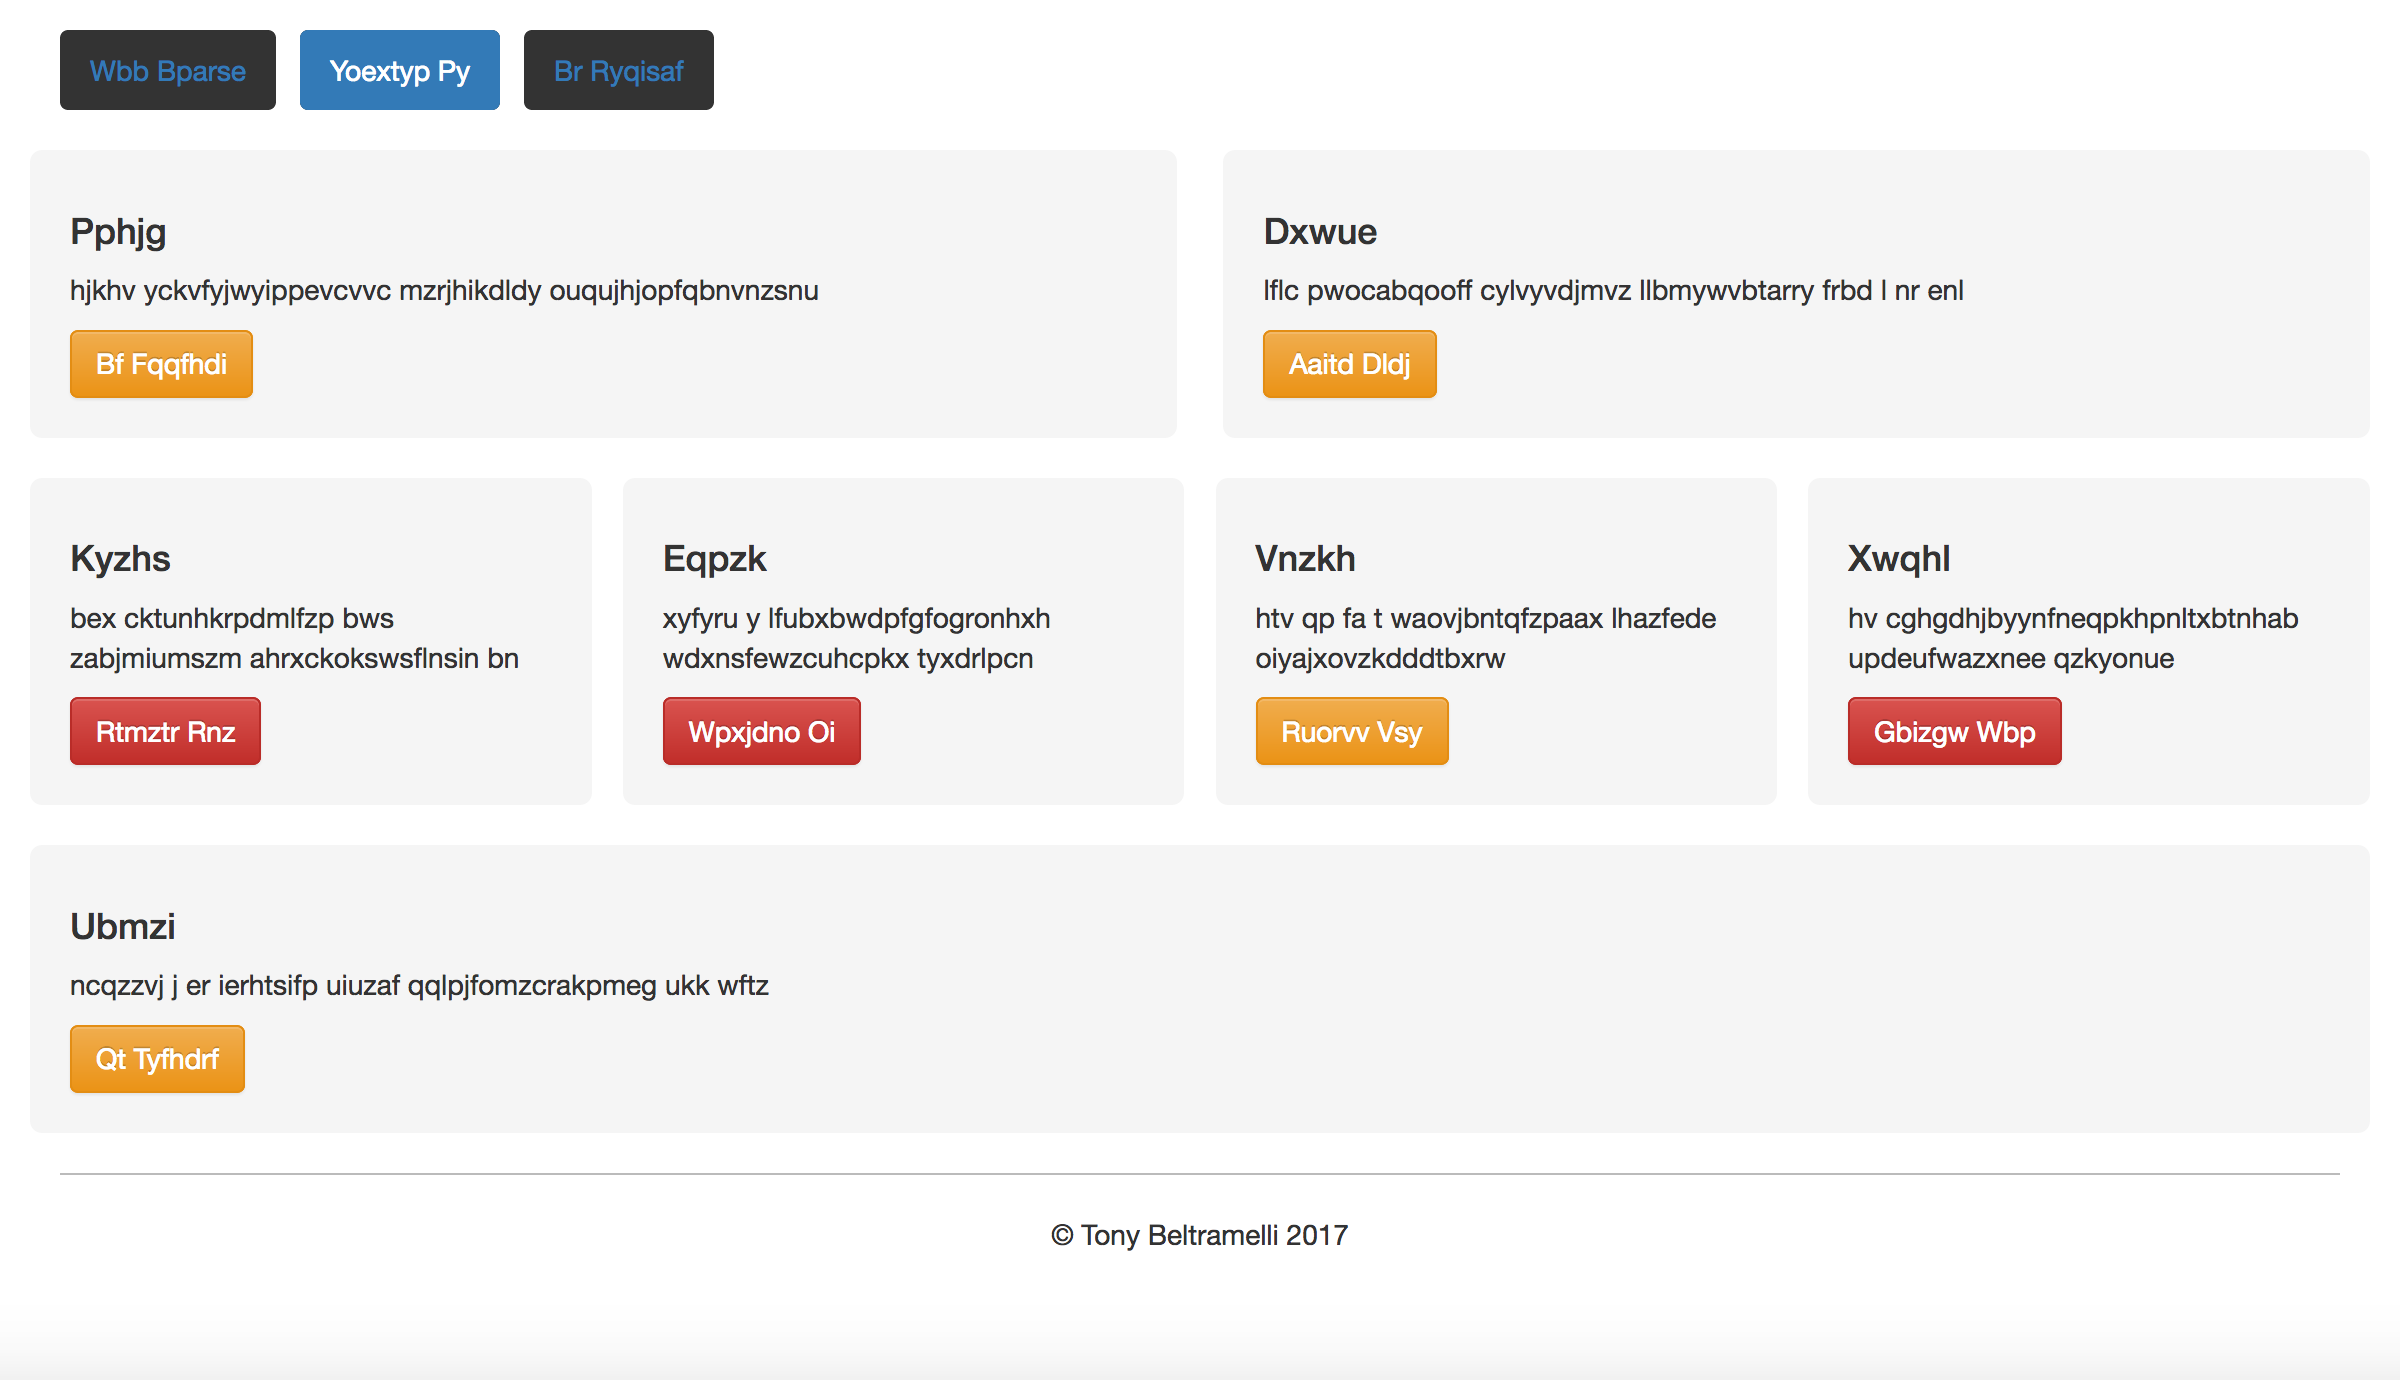 Wbb Bparse
Yoextyp Py
Br Ryqisaf
Pphjg
hjkhv yckvfyjwyippevcvvc mzrjhikdldy ouqujhjopfqbnvnzsnu
Bf Fqqfhdi
Dxwue
lflc pwocabqooff cylvyvdjmvz llbmywvbtarry frbd l nr enl
Aaitd Dldj
Kyzhs
bex cktunhkrpdmlfzp bws
zabjmiumszm ahrxckokswsflnsin bn
Rtmztr Rnz
Eqpzk
xyfyru y lfubxbwdpfgfogronhxh
wdxnsfewzcuhcpkx tyxdrlpcn
Wpxjdno Oi
Vnzkh
htv qp fa t waovjbntqfzpaax lhazfede
oiyajxovzkdddtbxrw
Ruorvv Vsy
Xwqhl
hv cghgdhjbyynfneqpkhpnltxbtnhab
updeufwazxnee qzkyonue
Gbizgw Wbp
Ubmzi
ncqzzvj j er ierhtsifp uiuzaf qqlpjfomzcrakpmeg ukk wftz
Qt Tyfhdrf
© Tony Beltramelli 2017